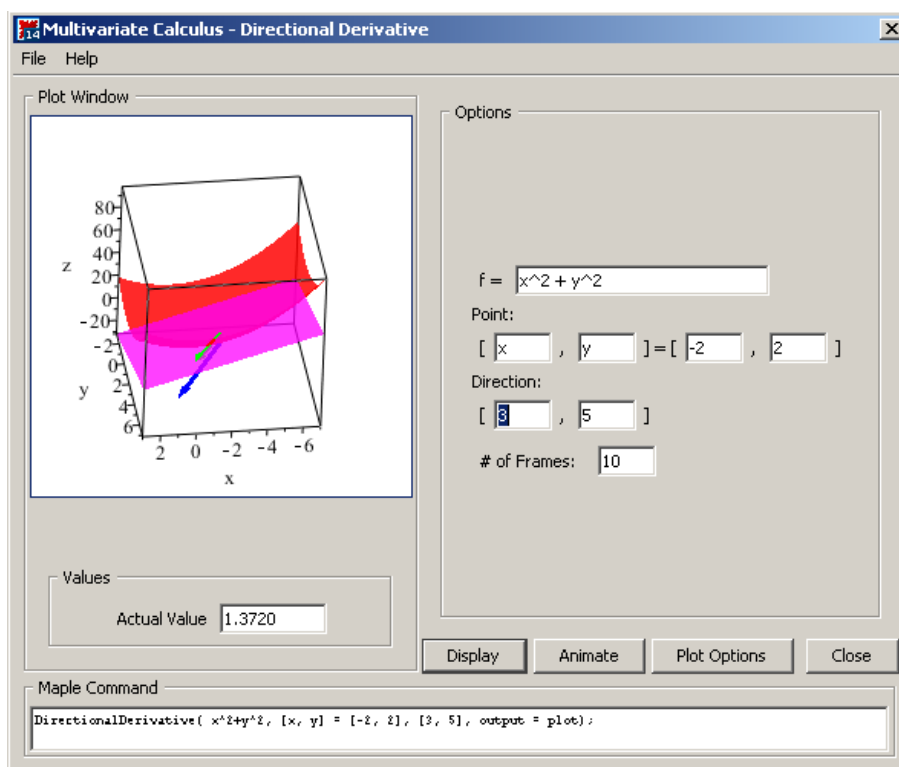 14 Multivariate Calculus - Directional Derivative
File Help
Plot Window
80
60
40
20
0
-20
z
-2
0
2
4
6
y
2 0 -2 -4 -6
x
Values
Actual Value 1.3720
Options
f = x^2 + y^2
Point:
[ x , y ] = [ -2 , 2 ]
Direction:
[ 3 , 5 ]
# of Frames: 10
Display Animate Plot Options Close
Maple Command
DirectionalDerivative( x^2+y^2, [x, y] = [-2, 2], [3, 5], output = plot);